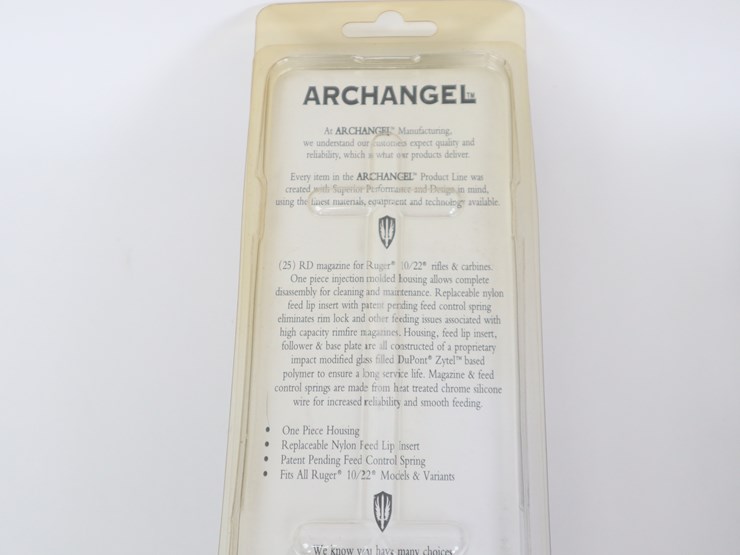 ARCHANGEL™
At ARCHANGEL™ Manufacturing,
we understand our customers expect quality and
reliability, which is what our products deliver.
Every item in the ARCHANGEL™ Product Line was
created with Superior Performance and Design in mind,
using the finest materials, equipment and technology available.
(25) RD magazine for Ruger® 10/22® rifles & carbines.
One piece injection molded housing allows complete
disassembly for cleaning and maintenance. Replaceable nylon
feed lip insert with patent pending feed control spring
eliminates rim lock and other feeding issues associated with
high capacity rimfire magazines. Housing, feed lip insert,
follower & base plate are all constructed of a proprietary
impact modified glass filled DuPont® Zytel™ based
polymer to ensure a long service life. Magazine & feed
control springs are made from heat treated chrome silicone
wire for increased reliability and smooth feeding.
• One Piece Housing
• Replaceable Nylon Feed Lip Insert
• Patent Pending Feed Control Spring
• Fits All Ruger® 10/22® Models & Variants
We know you have many choices